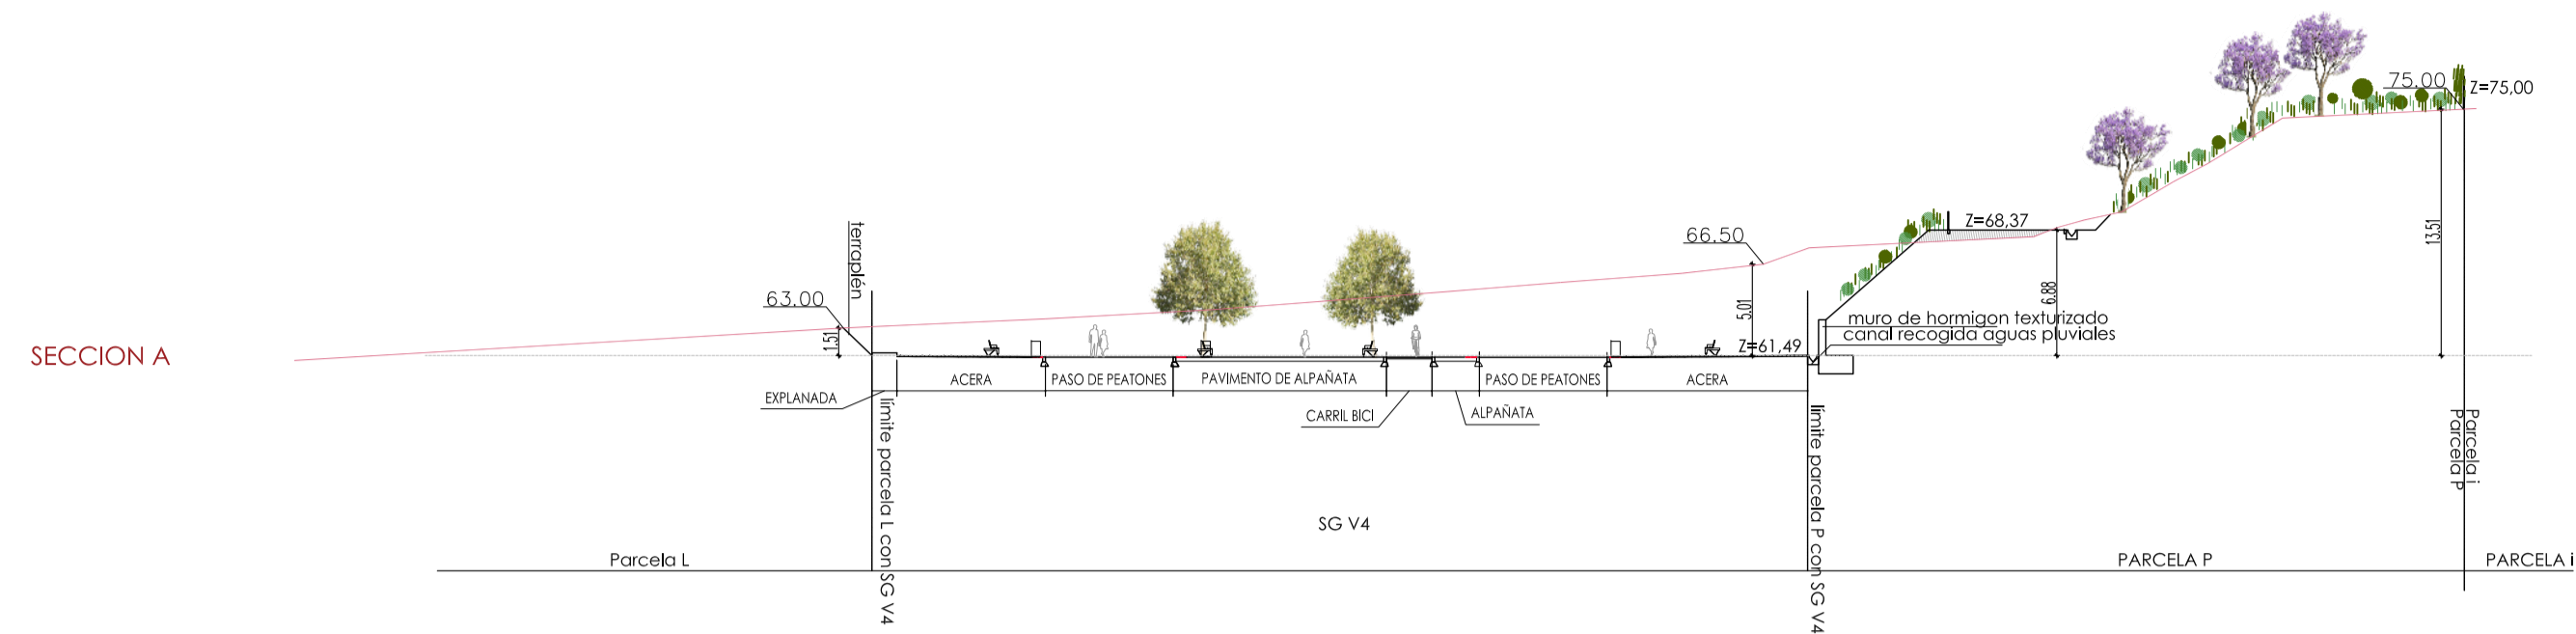 75.00
Z=75,00
terraplén
Z=68,37
66.50
13.51
63.00
6.88
5.01
muro de hormigon texturizado
1.51
canal recogida aguas pluviales
Z=61,49
SECCION A
ACERA
PASO DE PEATONES
PAVIMENTO DE ALPAÑATA
PASO DE PEATONES
ACERA
EXPLANADA
CARRIL BICI
ALPAÑATA
límite parcela L con SG V4
límite parcela P con SG V4
Parcela i
Parcela P
SG V4
Parcela L
PARCELA P
PARCELA i